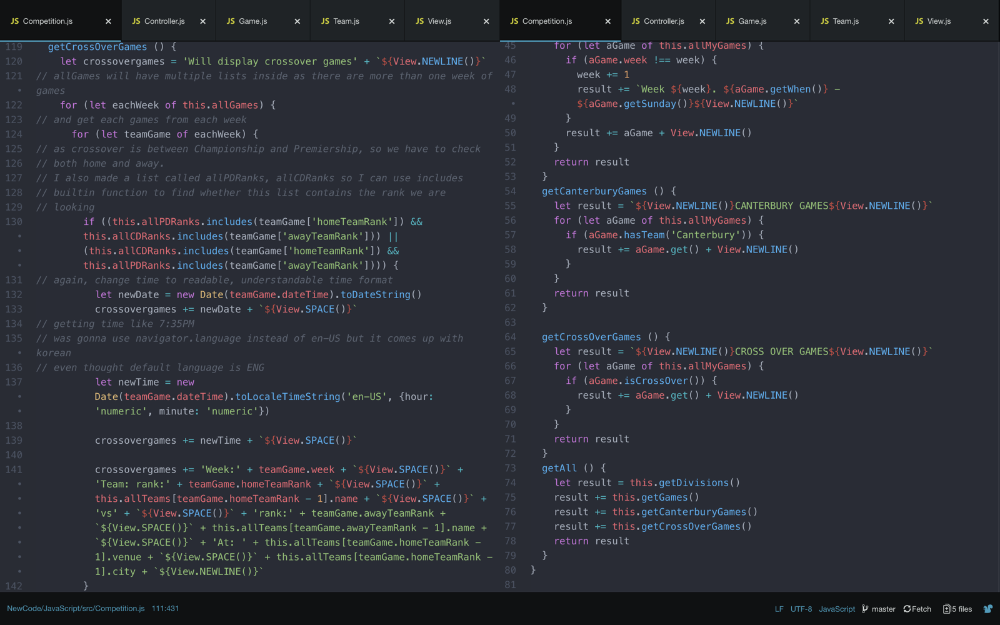 JS Competition.js × JS Controller.js × JS Game.js × JS Team.js × JS View.js ×
119 getCrossOverGames () {
120 let crossovergames = 'Will display crossover games' + `${View.NEWLINE()}`
121 // allGames will have multiple lists inside as there are more than one week of
• games
122 for (let eachWeek of this.allGames) {
123 // and get each games from each week
124 for (let teamGame of eachWeek) {
125 // as crossover is between Championship and Premiership, so we have to check
126 // both home and away.
127 // I also made a list called allPDRanks, allCDRanks so I can use includes
128 // builtin function to find whether this list contains the rank we are
129 // looking
130 if ((this.allPDRanks.includes(teamGame['homeTeamRank']) &&
• this.allCDRanks.includes(teamGame['awayTeamRank'])) ||
• (this.allCDRanks.includes(teamGame['homeTeamRank']) &&
• this.allPDRanks.includes(teamGame['awayTeamRank']))) {
131 // again, change time to readable, understandable time format
132 let newDate = new Date(teamGame.dateTime).toDateString()
133 crossovergames += newDate + `${View.SPACE()}`
134 // getting time like 7:35PM
135 // was gonna use navigator.language instead of en-US but it comes up with
• korean
136 // even thought default language is ENG
137 let newTime = new
• Date(teamGame.dateTime).toLocaleTimeString('en-US', {hour:
• 'numeric', minute: 'numeric'})
138
139 crossovergames += newTime + `${View.SPACE()}`
140
141 crossovergames += 'Week:' + teamGame.week + `${View.SPACE()}` +
• 'Team: rank:' + teamGame.homeTeamRank + `${View.SPACE()}` +
• this.allTeams[teamGame.homeTeamRank - 1].name + `${View.SPACE()}` +
• 'vs' + `${View.SPACE()}` + 'rank:' + teamGame.awayTeamRank +
• `${View.SPACE()}` + this.allTeams[teamGame.awayTeamRank - 1].name +
• `${View.SPACE()}` + 'At: ' + this.allTeams[teamGame.homeTeamRank -
• 1].venue + `${View.SPACE()}` + this.allTeams[teamGame.homeTeamRank -
• 1].city + `${View.NEWLINE()}`
142 }
JS Competition.js × JS Controller.js × JS Game.js × JS Team.js × JS View.js ×
45 for (let aGame of this.allMyGames) {
46 if (aGame.week !== week) {
47 week += 1
48 result += `Week ${week}. ${aGame.getWhen()} -
• ${aGame.getSunday()}${View.NEWLINE()}`
49 }
50 result += aGame + View.NEWLINE()
51 }
52 return result
53 }
54 getCanterburyGames () {
55 let result = `${View.NEWLINE()}CANTERBURY GAMES${View.NEWLINE()}`
56 for (let aGame of this.allMyGames) {
57 if (aGame.hasTeam('Canterbury')) {
58 result += aGame.get() + View.NEWLINE()
59 }
60 }
61 return result
62 }
63
64 getCrossOverGames () {
65 let result = `${View.NEWLINE()}CROSS OVER GAMES${View.NEWLINE()}`
66 for (let aGame of this.allMyGames) {
67 if (aGame.isCrossOver()) {
68 result += aGame.get() + View.NEWLINE()
69 }
70 }
71 return result
72 }
73 getAll () {
74 let result = this.getDivisions()
75 result += this.getGames()
76 result += this.getCanterburyGames()
77 result += this.getCrossOverGames()
78 return result
79 }
80 }
81
NewCode/JavaScript/src/Competition.js 111:431 LF UTF-8 JavaScript master Fetch 5 files